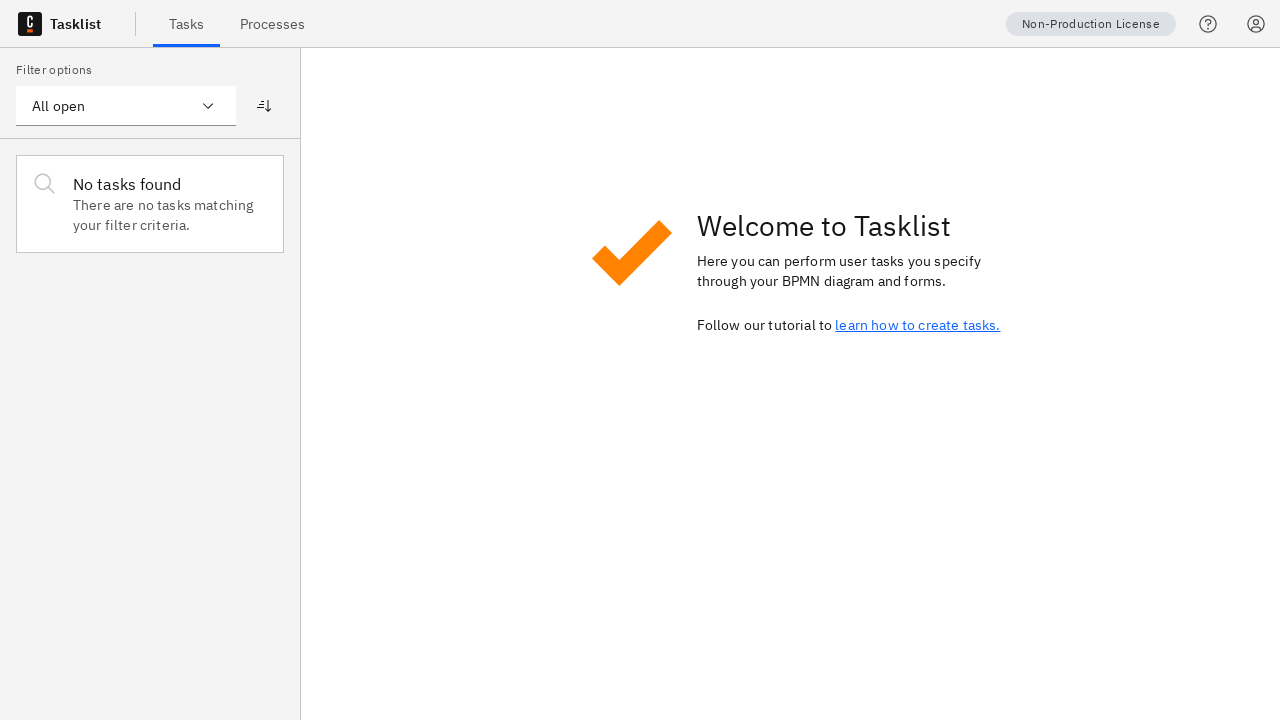 C Tasklist Tasks Processes Non-Production License
Filter options
All open
No tasks found
There are no tasks matching
your filter criteria.
Welcome to Tasklist
Here you can perform user tasks you specify
through your BPMN diagram and forms.
Follow our tutorial to learn how to create tasks.